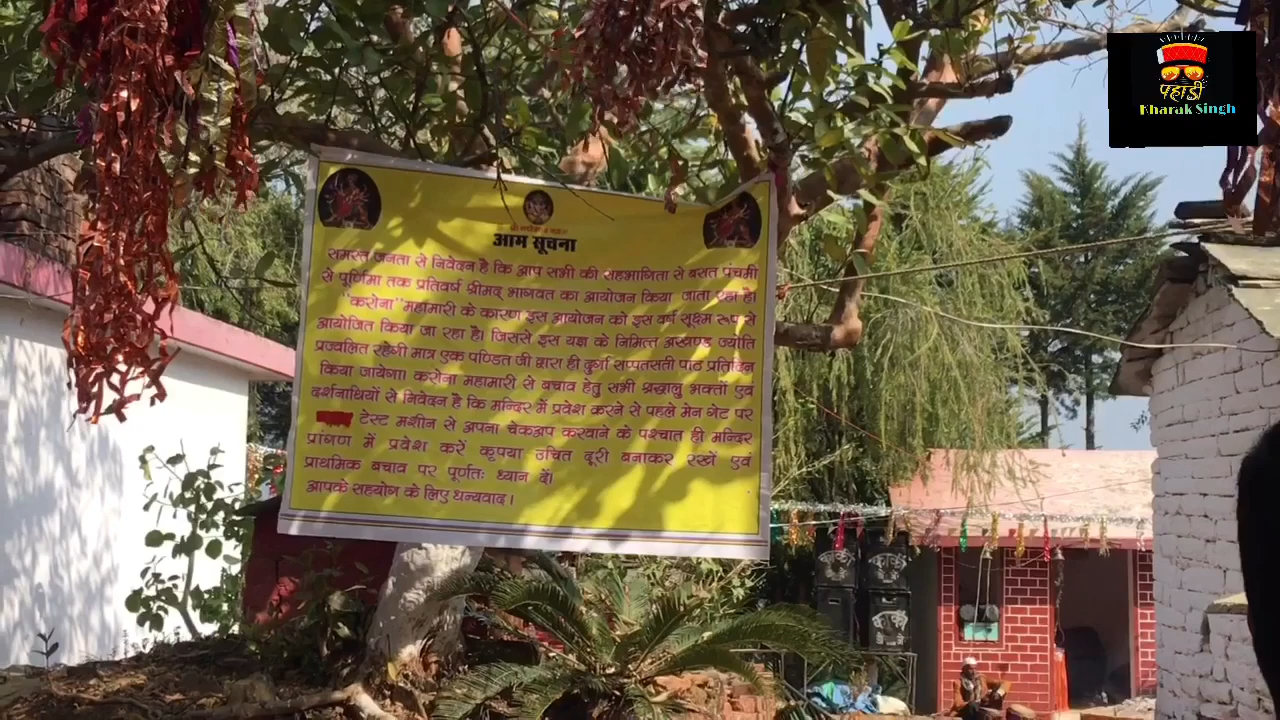 पहाड़ी
Kharak Singh
आम सूचना
समस्त जनता से निवेदन है कि आप सभी की सहभागिता से बसत पंचमी
से पूर्णिमा तक प्रतिवर्ष श्रीमद् भागवत का आयोजन किया जाता रहा है।
"करोना" महामारी के कारण इस आयोजन को इस वर्ष सूक्ष्म रूप से
आयोजित किया जा रहा है। जिससे इस यज्ञ के निमित्त अखण्ड ज्योति
प्रज्वलित रहेगी मात्र एक पण्डित जी द्वारा ही दुर्गा सप्पतसती पाठ प्रतिदिन
किया जायेगा। करोना महामारी से बचाव हेतु सभी श्रद्धालु भक्तों एवं
दर्शनाथियों से निवेदन है कि मन्दिर में प्रवेश करने से पहले मेन गेट पर
टेस्ट मशीन से अपना चेकअप करवाने के पश्चात ही मन्दिर
प्रांगण में प्रवेश करें कृपया उचित दूरी बनाकर रखें एवं
प्राथमिक बचाव पर पूर्णतः ध्यान दें।
आपके सहयोग के लिए धन्यवाद।